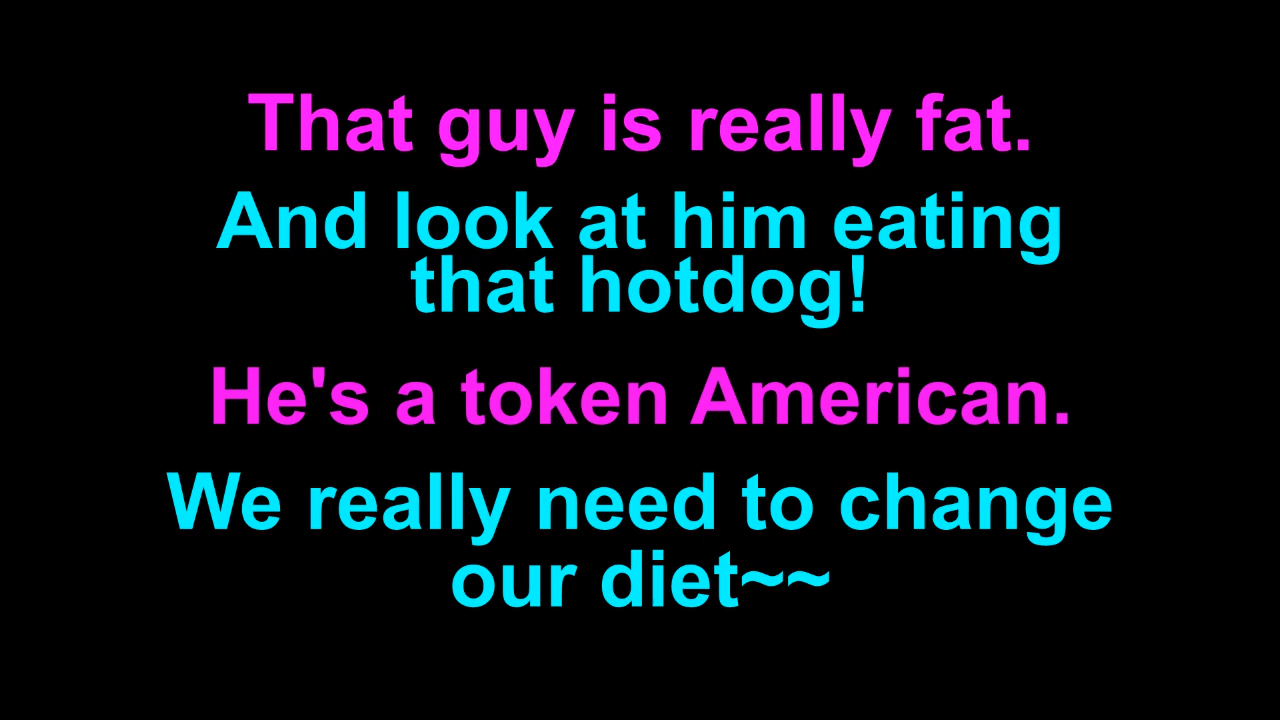 That guy is really fat.
And look at him eating
that hotdog!
He's a token American.
We really need to change
our diet~~